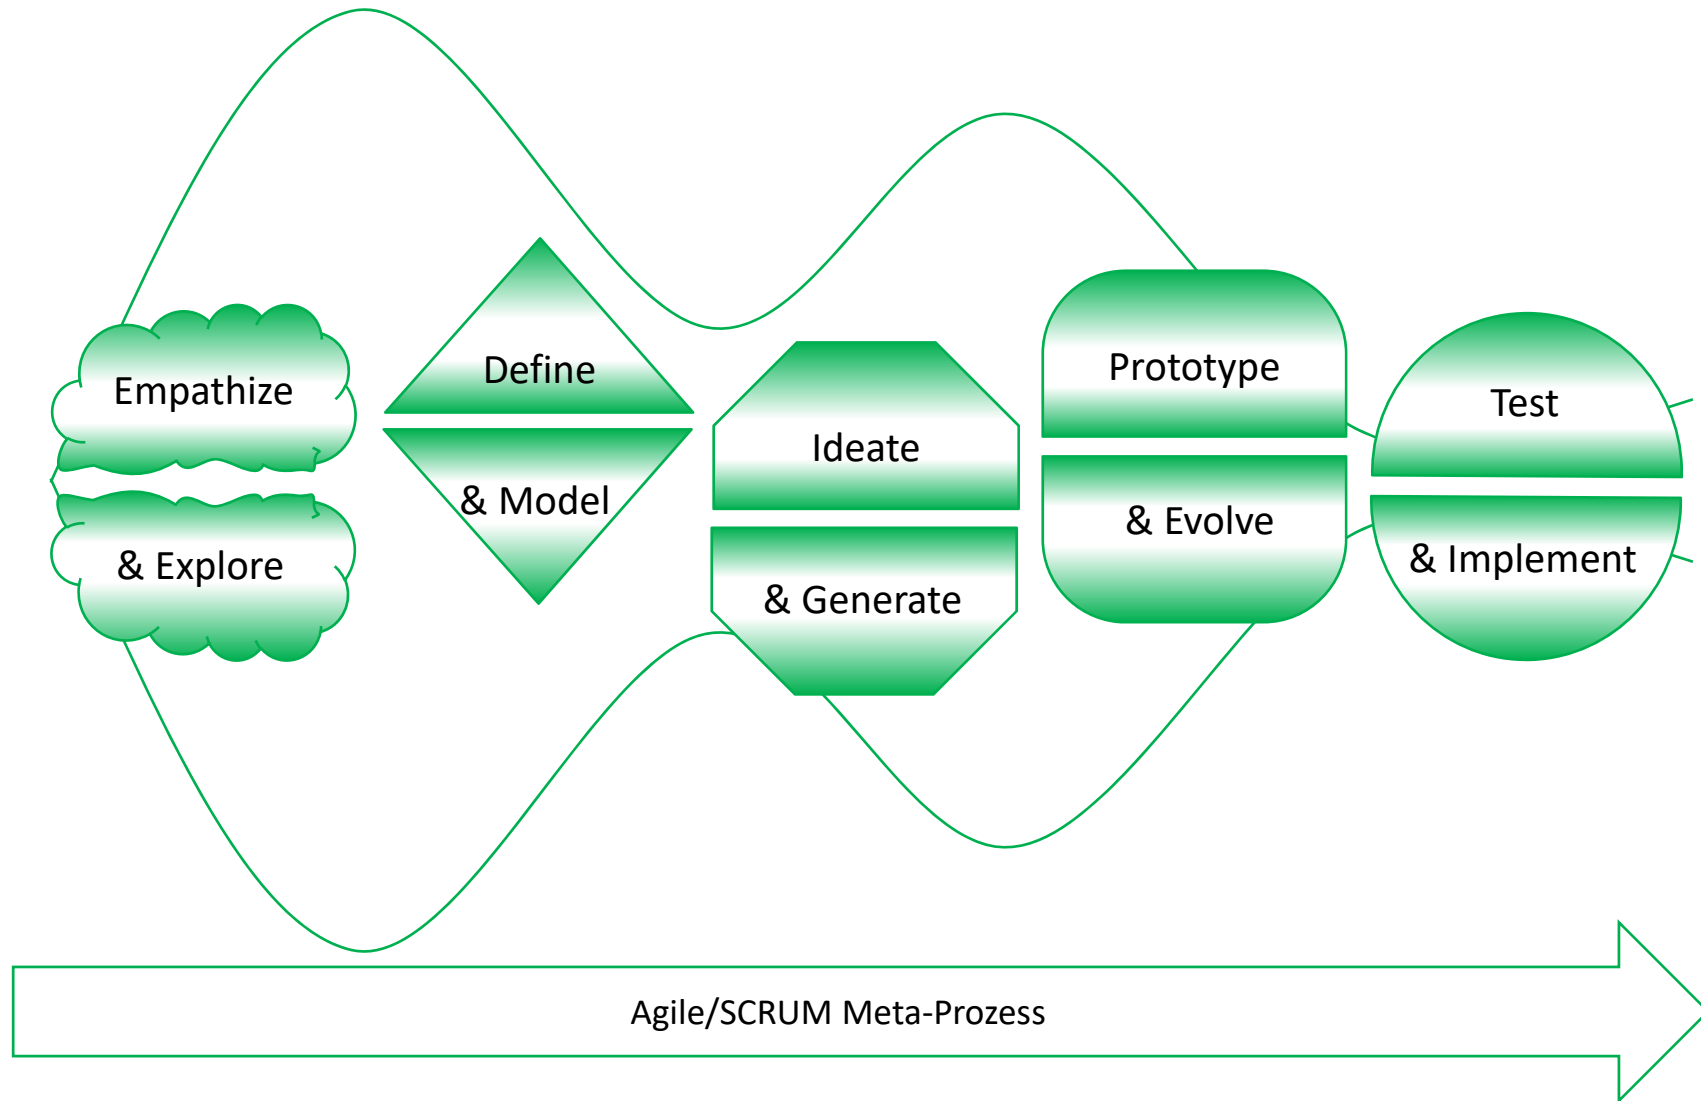 Empathize
& Explore
Define
& Model
Ideate
& Generate
Prototype
& Evolve
Test
& Implement
Agile/SCRUM Meta-Prozess